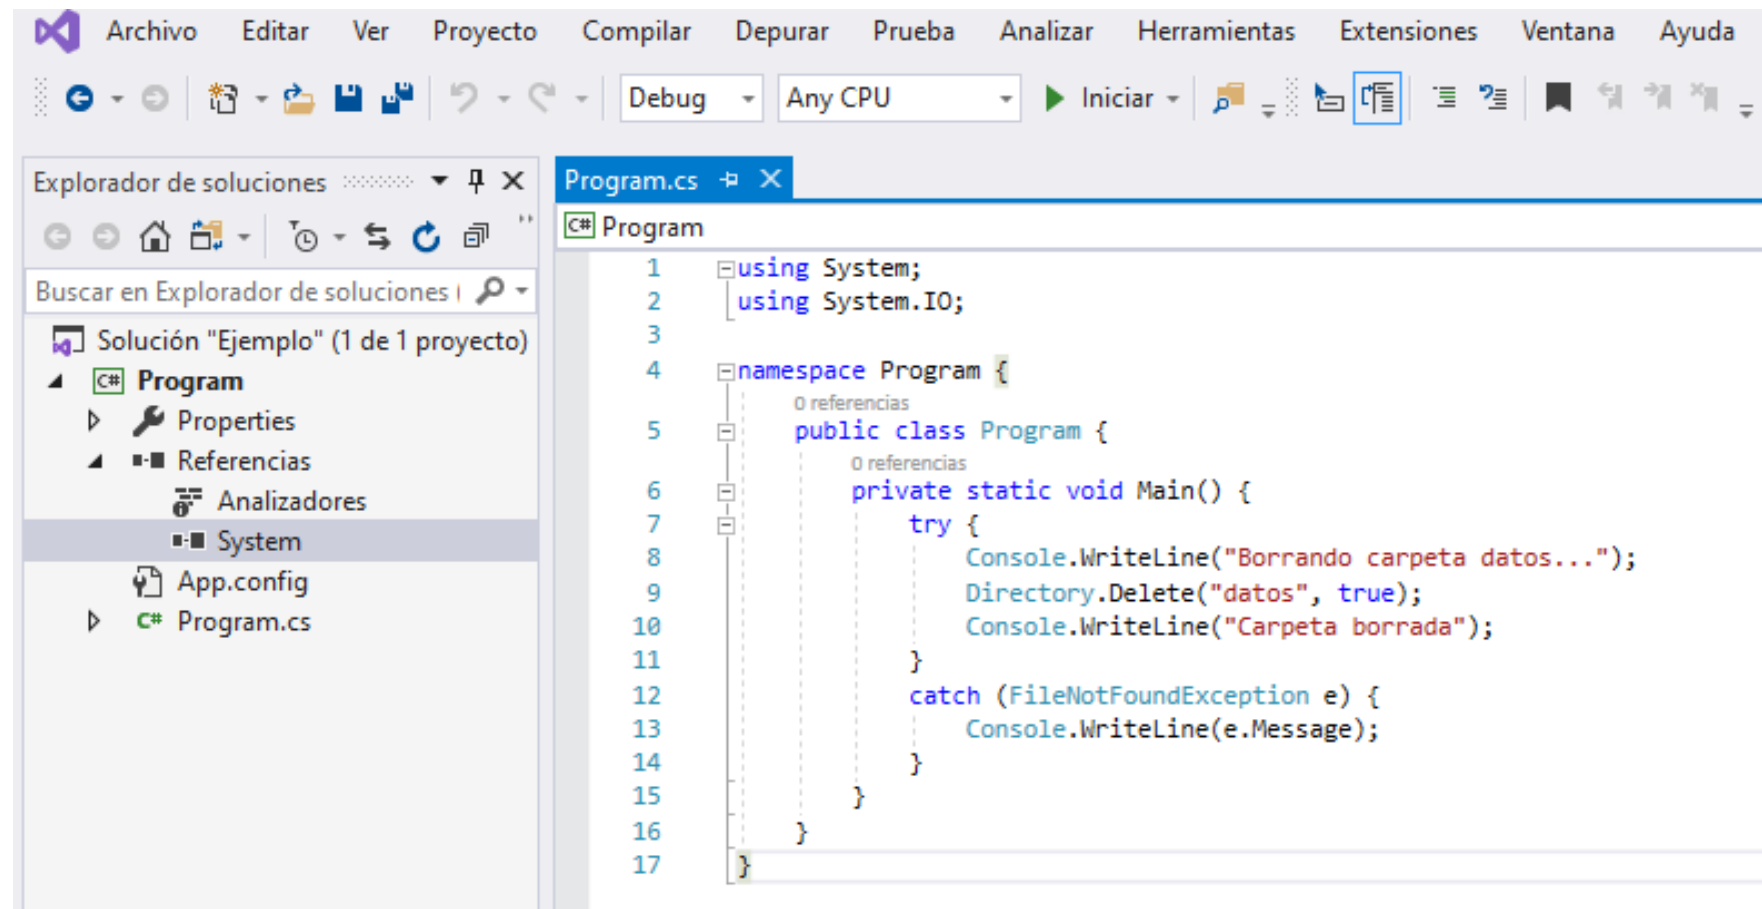 Archivo Editar Ver Proyecto Compilar Depurar Prueba Analizar Herramientas Extensiones Ventana Ayuda
Debug Any CPU Iniciar
Explorador de soluciones
Buscar en Explorador de soluciones (
Solución "Ejemplo" (1 de 1 proyecto)
C# Program
Properties
Referencias
Analizadores
System
App.config
C# Program.cs
Program.cs
C# Program
1 using System;
2 using System.IO;
3
4 namespace Program {
0 referencias
5 public class Program {
0 referencias
6 private static void Main() {
7 try {
8 Console.WriteLine("Borrando carpeta datos...");
9 Directory.Delete("datos", true);
10 Console.WriteLine("Carpeta borrada");
11 }
12 catch (FileNotFoundException e) {
13 Console.WriteLine(e.Message);
14 }
15 }
16 }
17 }